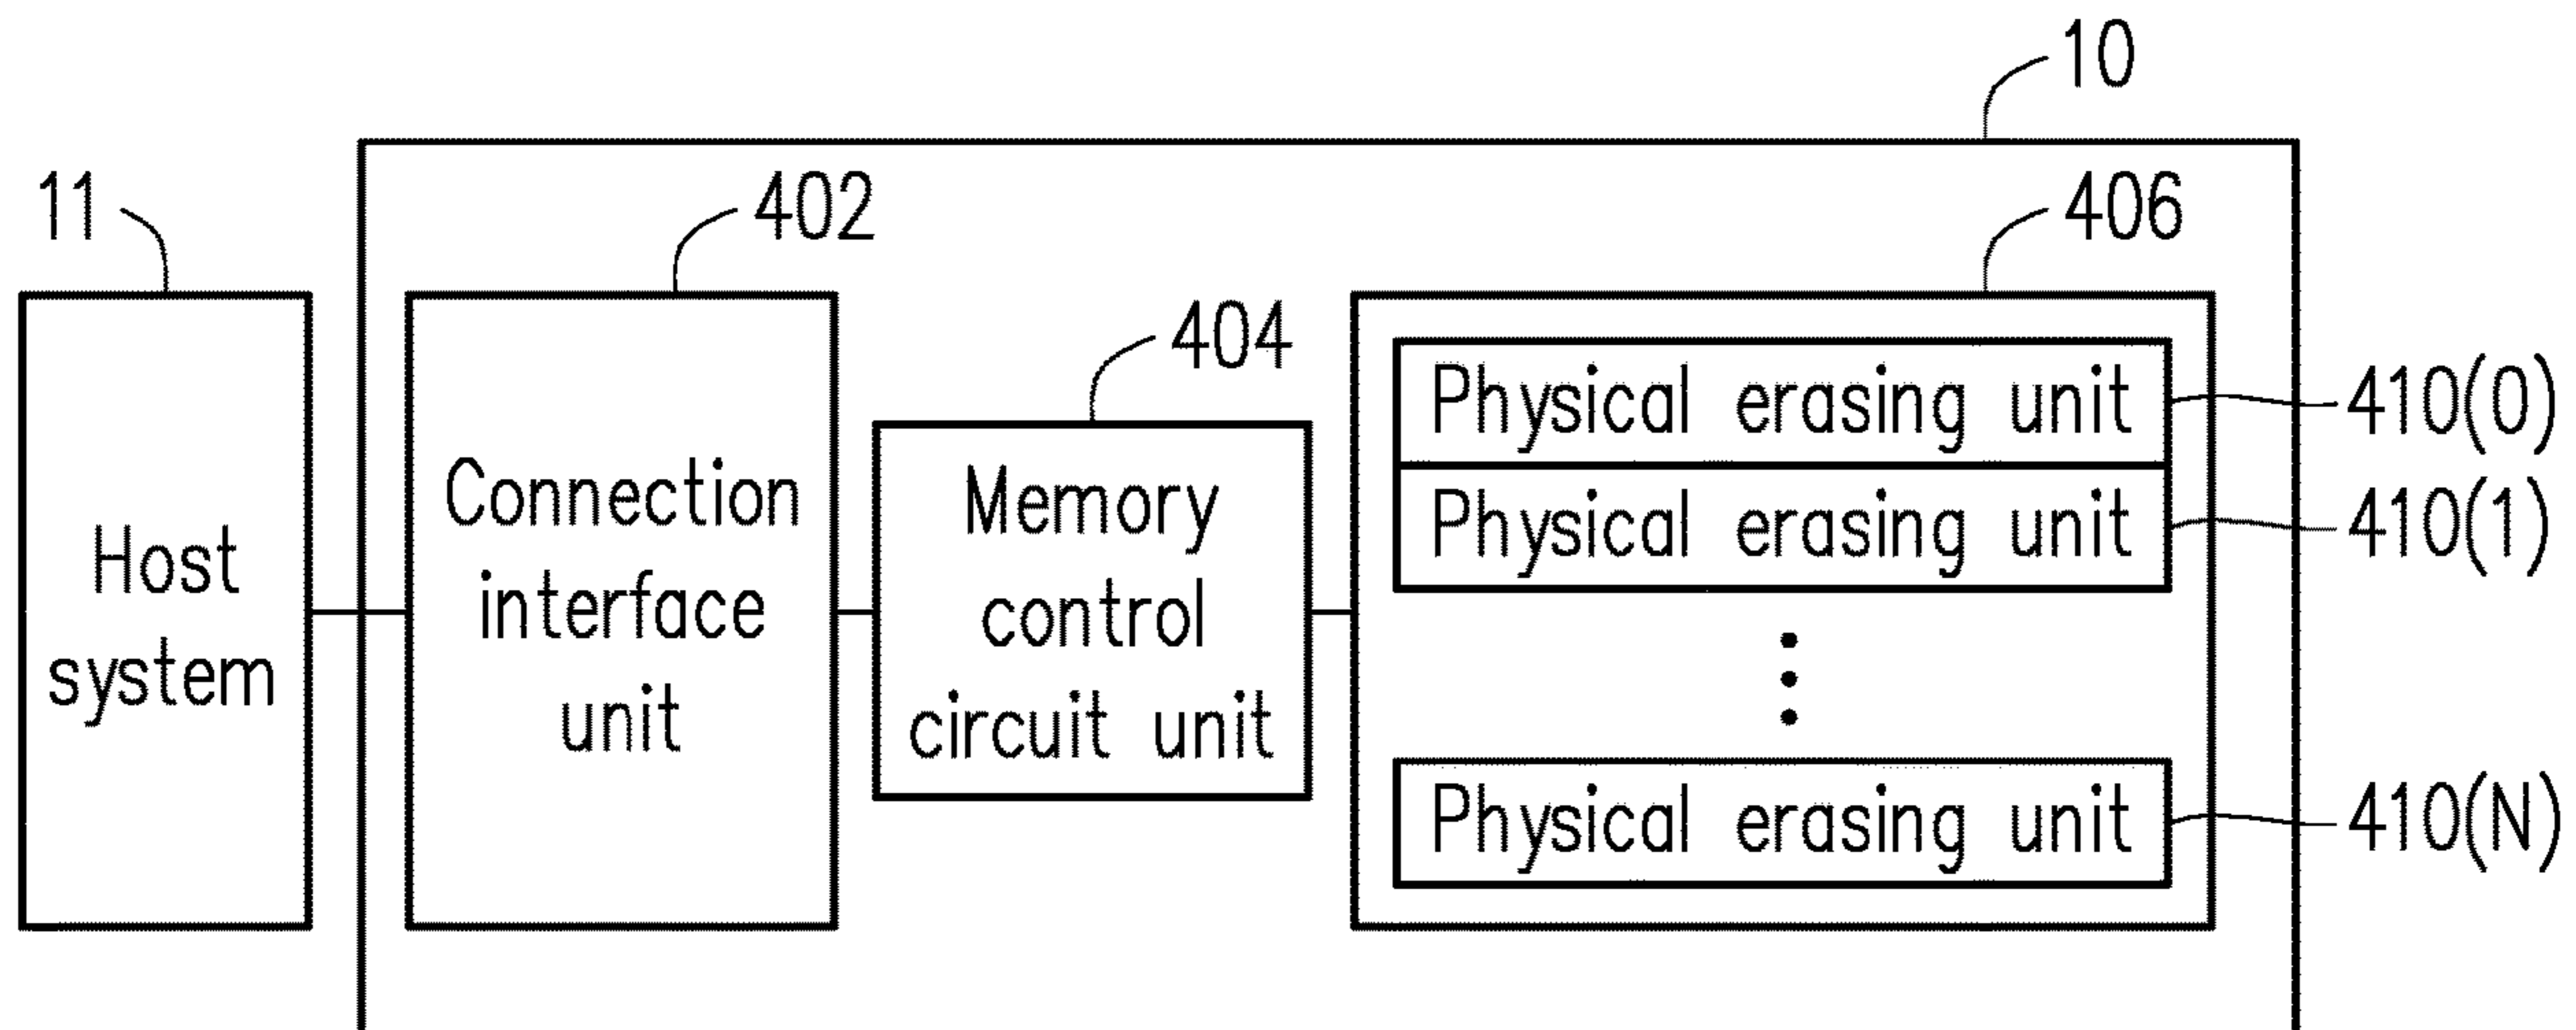 10
11
402
406
404
Physical erasing unit
410(0)
Physical erasing unit
410(1)
Connection
interface
unit
Memory
control
circuit unit
Host
system
Physical erasing unit
410(N)